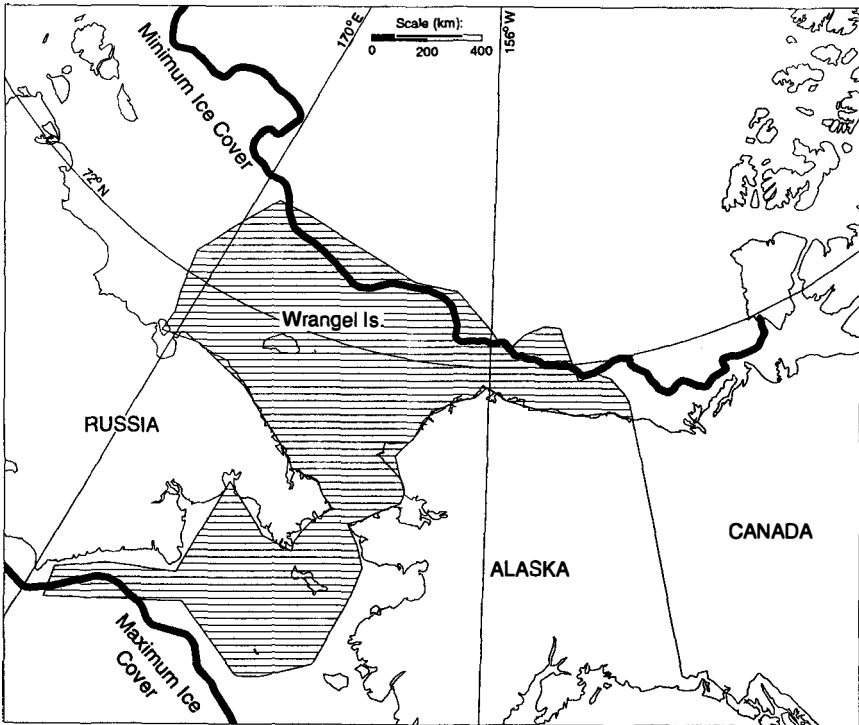 Scale (km):
0 200 400
170° E
156° W
Minimum Ice Cover
72° N
Wrangel Is.
RUSSIA
CANADA
ALASKA
Maximum Ice
Cover